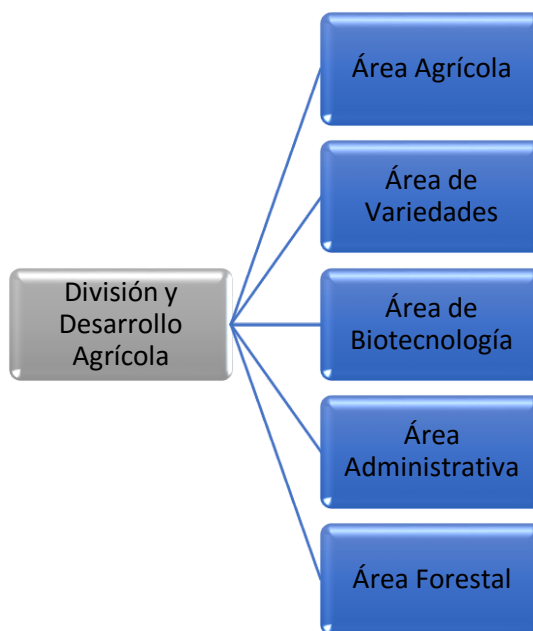 Área Agrícola
Área de
Variedades
División y
Desarrollo
Agrícola
Área de
Biotecnología
Área
Administrativa
Área Forestal